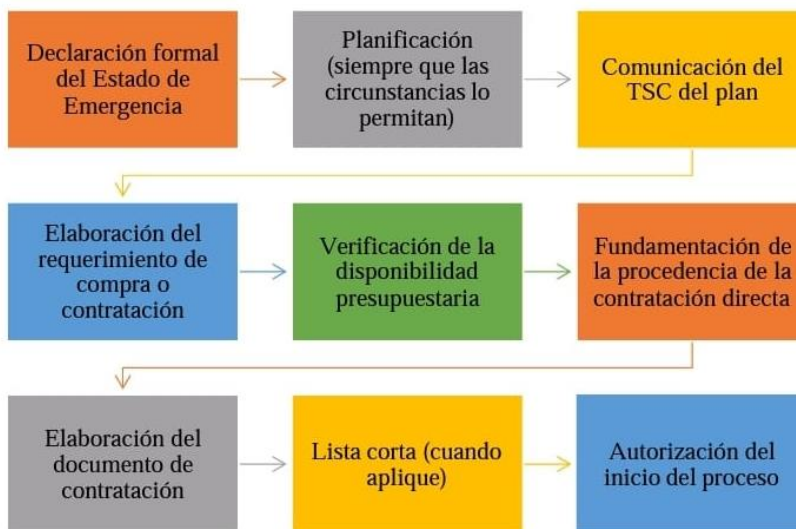 Declaración formal
del Estado de
Emergencia
Planificación
(siempre que las
circunstancias lo
permitan)
Comunicación del
TSC del plan
Elaboración del
requerimiento de
compra o
contratación
Verificación de la
disponibilidad
presupuestaria
Fundamentación de
la procedencia de la
contratación directa
Elaboración del
documento de
contratación
Lista corta (cuando
aplique)
Autorización del
inicio del proceso